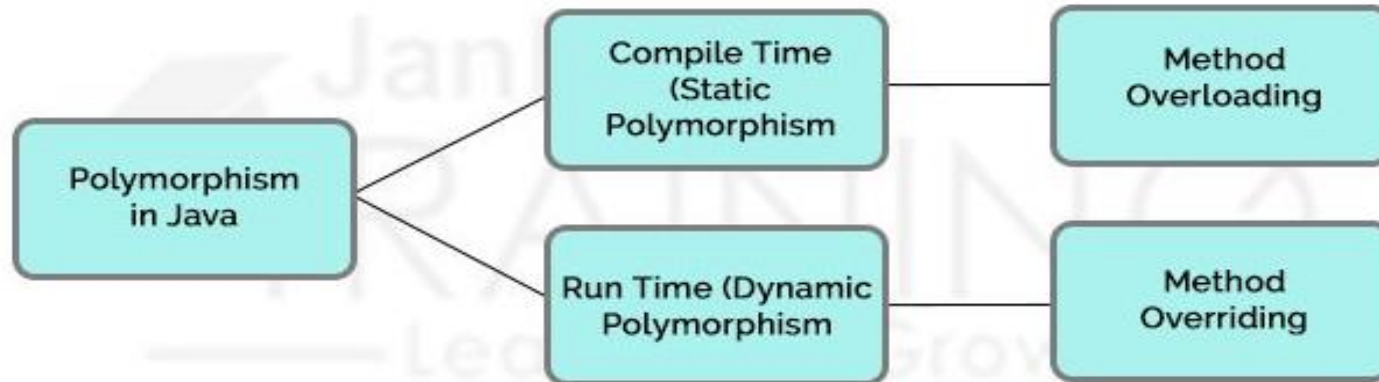 Polymorphism
in Java
Compile Time
(Static
Polymorphism
Method
Overloading
Run Time (Dynamic
Polymorphism
Method
Overriding